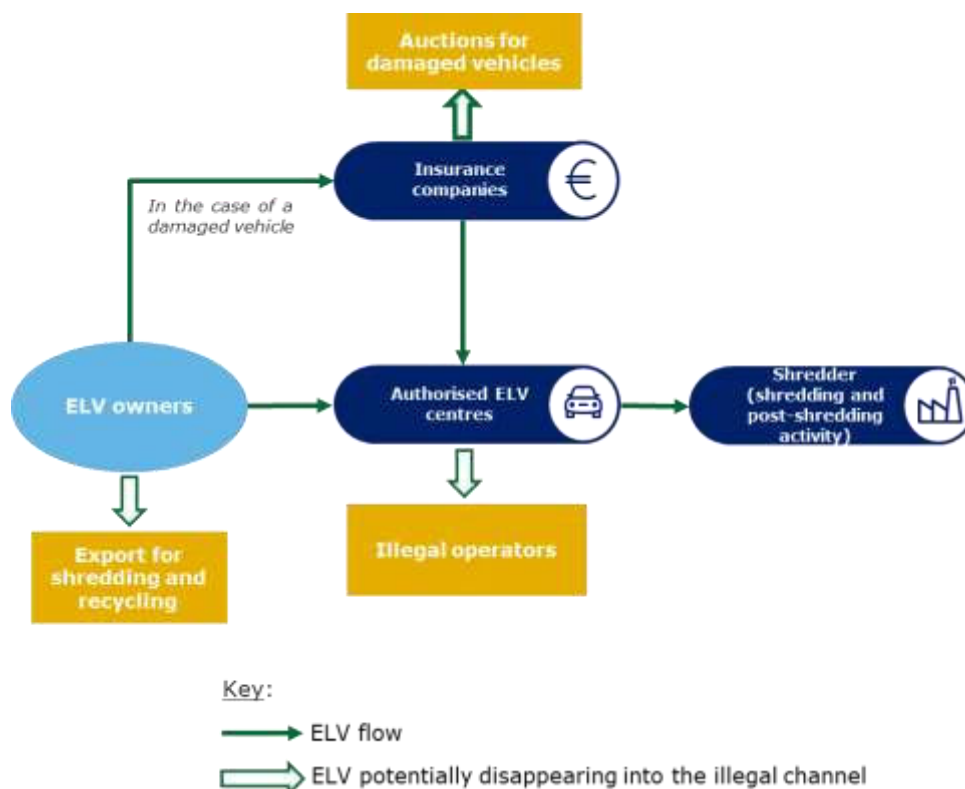 Auctions for
damaged vehicles
Insurance
companies
€
In the case of a
damaged vehicle
ELV owners
Authorised ELV
centres
Shredder
(shredding and
post-shredding
activity)
Export for
shredding and
recycling
Illegal operators
Key:
ELV flow
ELV potentially disappearing into the illegal channel